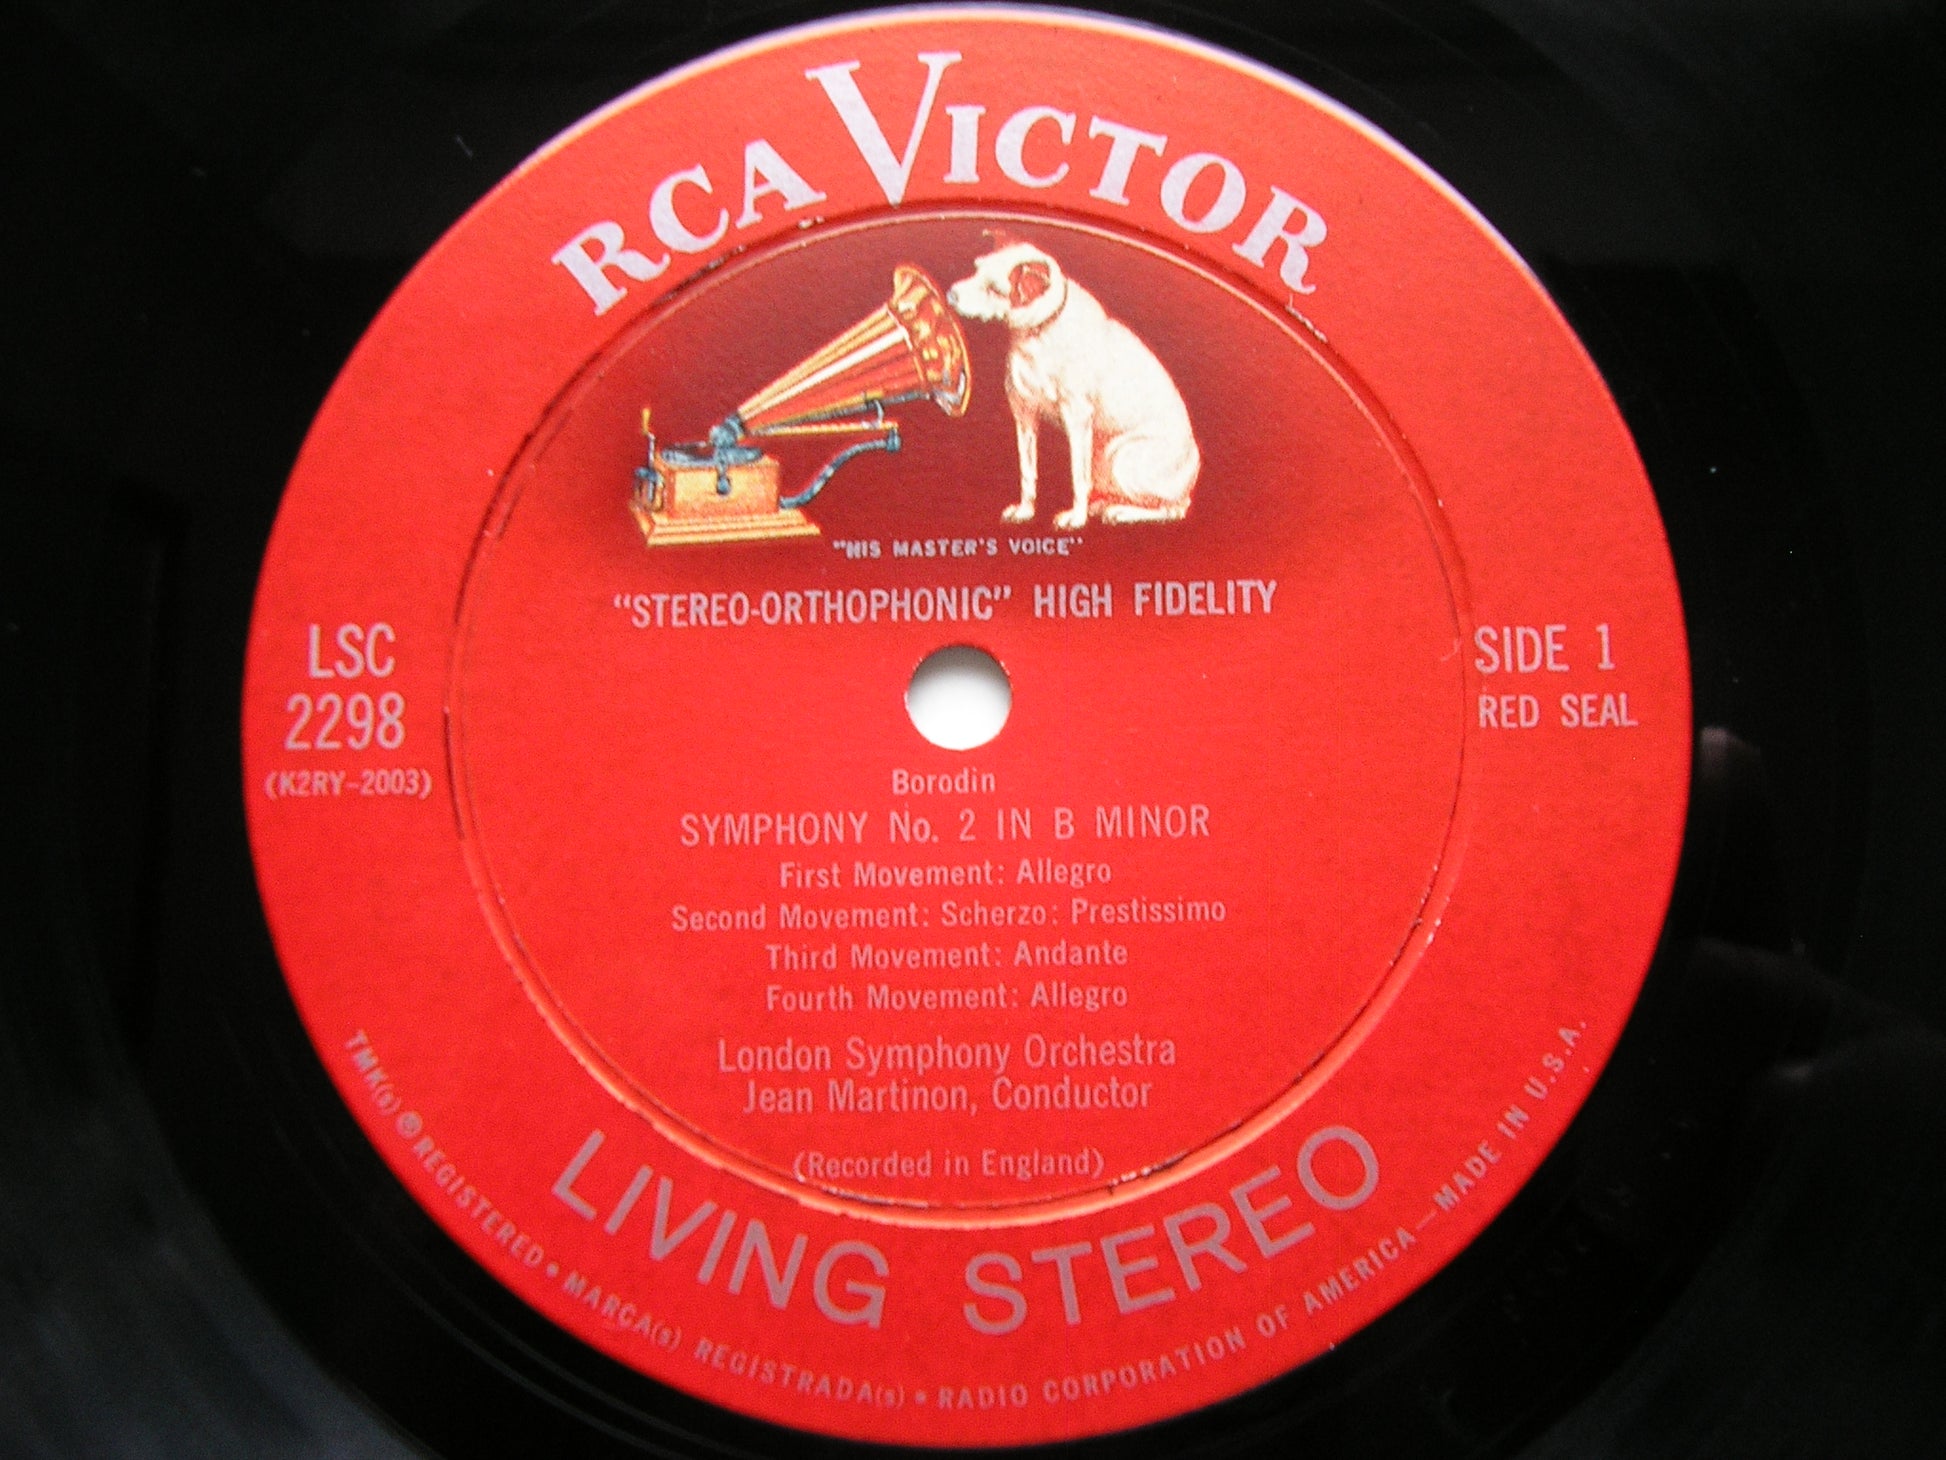 RCA VICTOR
"HIS MASTER'S VOICE"
"STEREO-ORTHOPHONIC" HIGH FIDELITY
LSC
2298
(K2RY-2003)
SIDE 1
RED SEAL
Borodin
SYMPHONY No. 2 IN B MINOR
First Movement: Allegro
Second Movement: Scherzo: Prestissimo
Third Movement: Andante
Fourth Movement: Allegro
London Symphony Orchestra
Jean Martinon, Conductor
(Recorded in England)
LIVING STEREO
TMK(s) ® REGISTERED • MARCA(s) REGISTRADA(s) • RADIO CORPORATION OF AMERICA — MADE IN U.S.A.